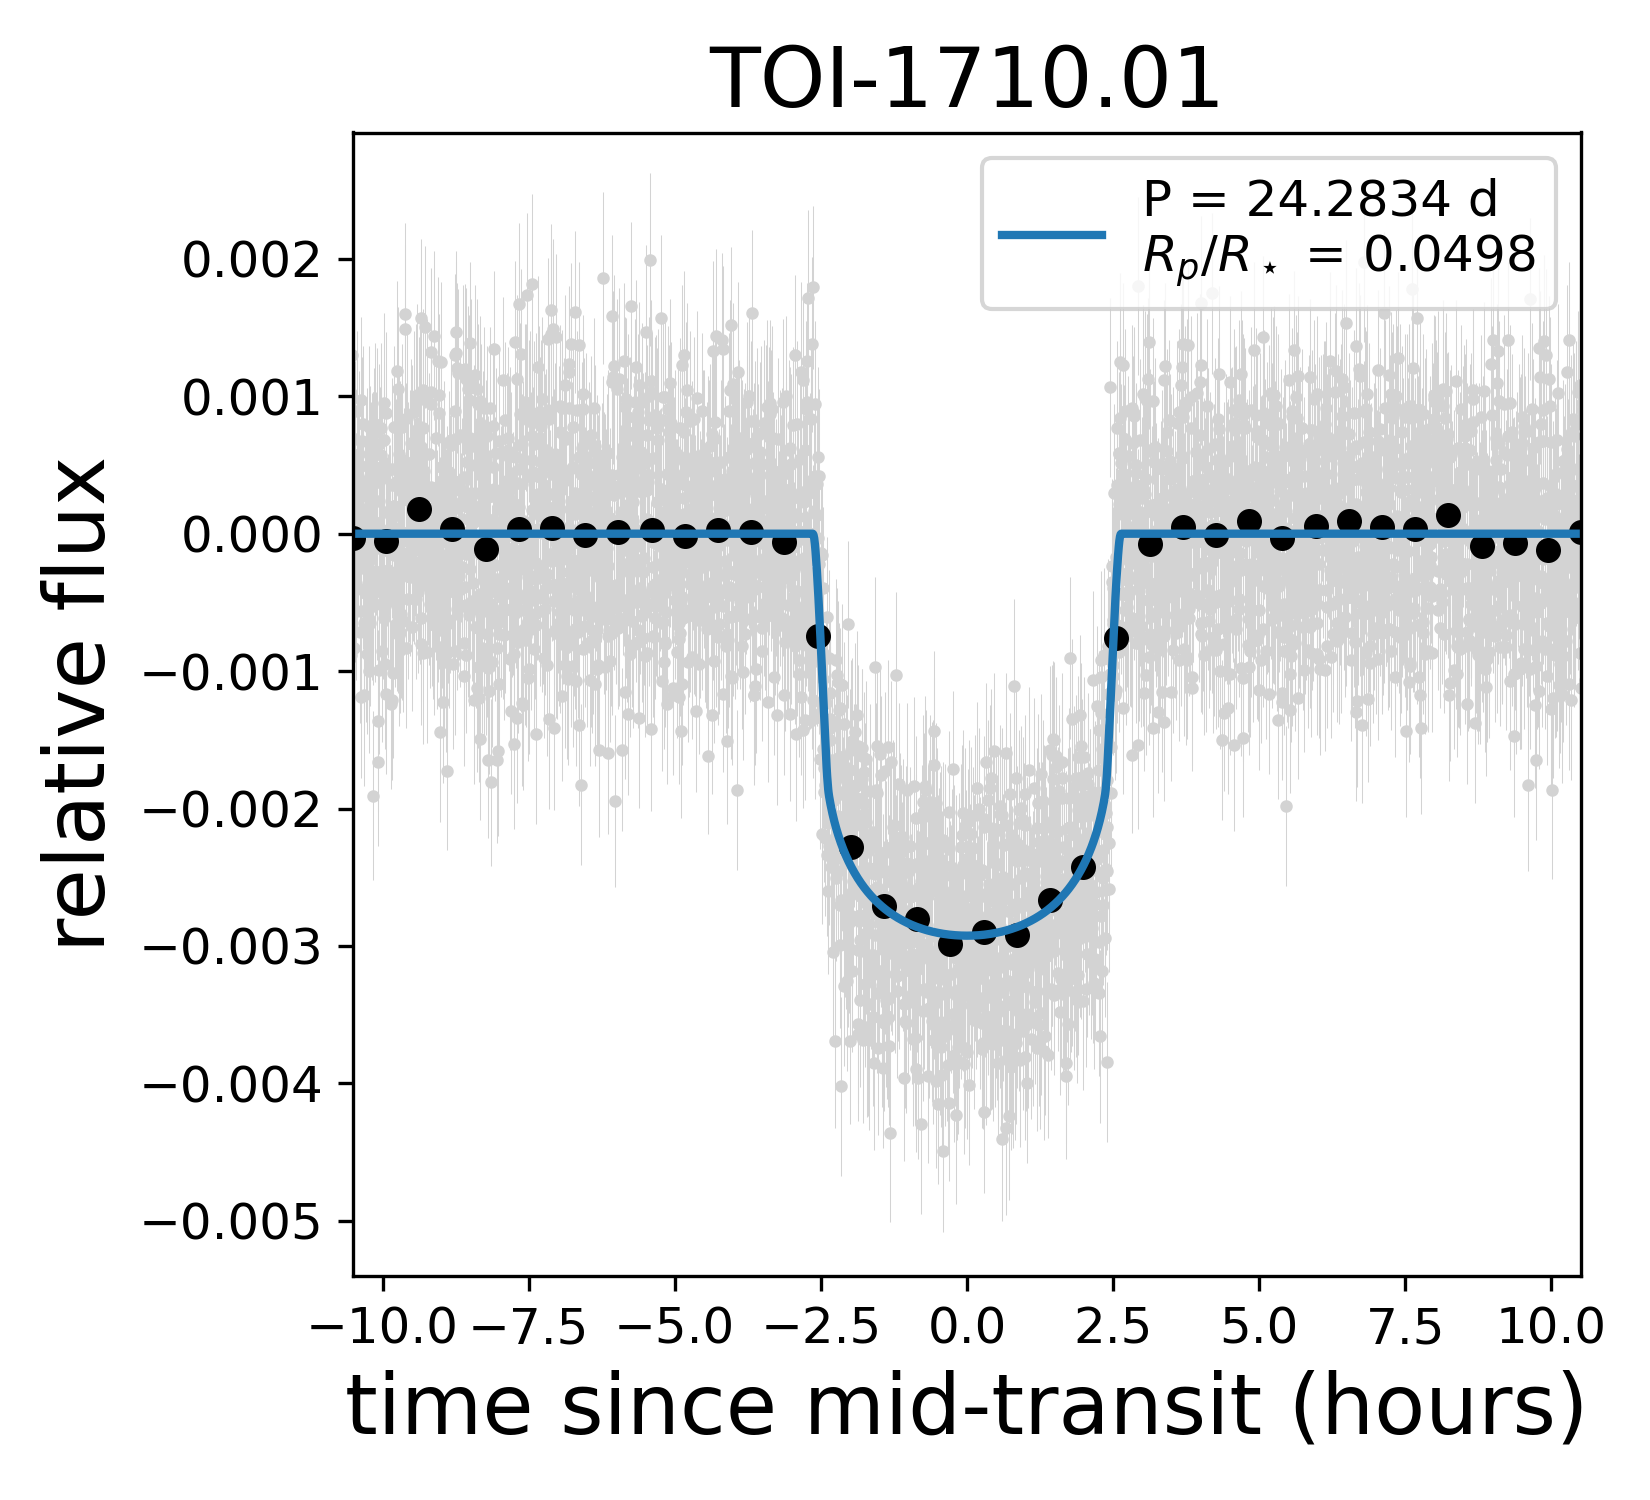 TOI-1710.01
P = 24.2834 d
Rp/R⋆ = 0.0498
relative flux
0.002
0.001
0.000
−0.001
−0.002
−0.003
−0.004
−0.005
−10.0 −7.5 −5.0 −2.5 0.0 2.5 5.0 7.5 10.0
time since mid-transit (hours)